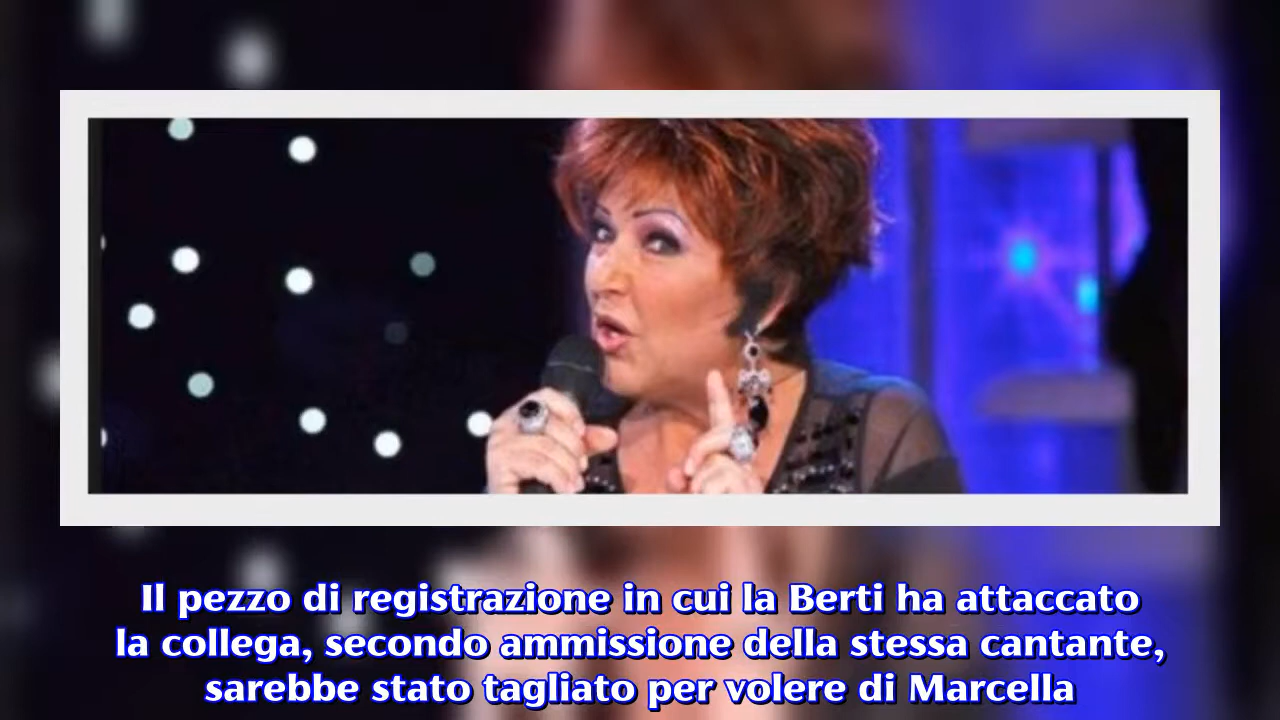 Il pezzo di registrazione in cui la Berti ha attaccato
la collega, secondo ammissione della stessa cantante,
sarebbe stato tagliato per volere di Marcella